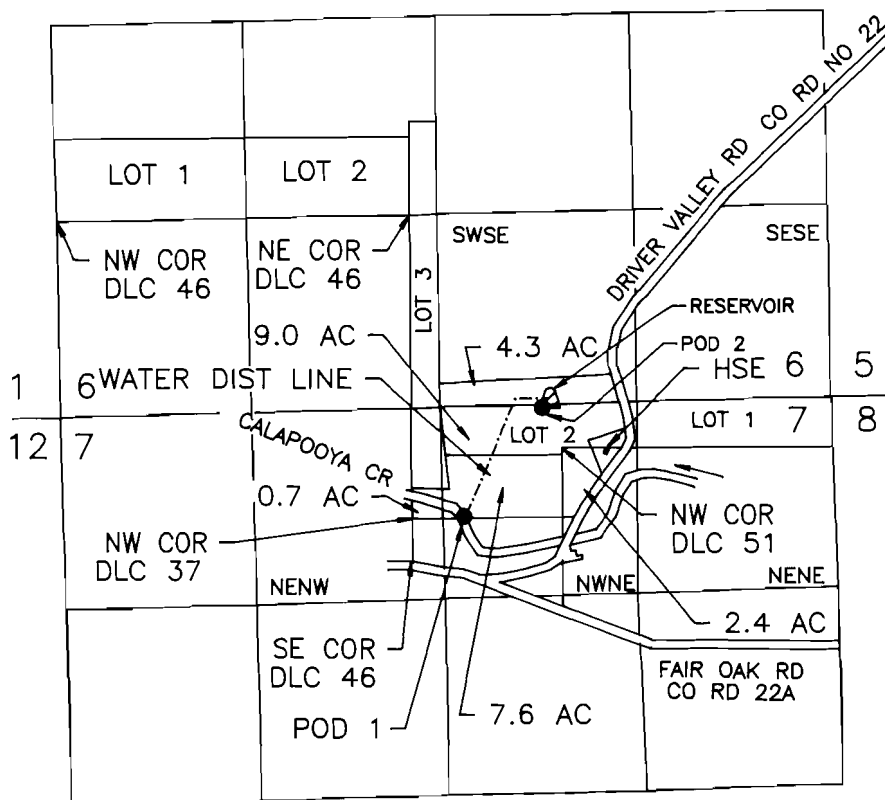 DRIVER VALLEY RD CO RD NO 22
LOT 1
LOT 2
NW COR
DLC 46
NE COR
DLC 46
LOT 3
SWSE
SESE
RESERVOIR
9.0 AC
4.3 AC
POD 2
HSE
1
6
WATER DIST LINE
6
5
12
7
LOT 2
LOT 1
7
8
CALAPOOYA CR
0.7 AC
NW COR
DLC 37
NW COR
DLC 51
NENW
NWNE
NENE
SE COR
DLC 46
2.4 AC
FAIR OAK RD
CO RD 22A
POD 1
7.6 AC